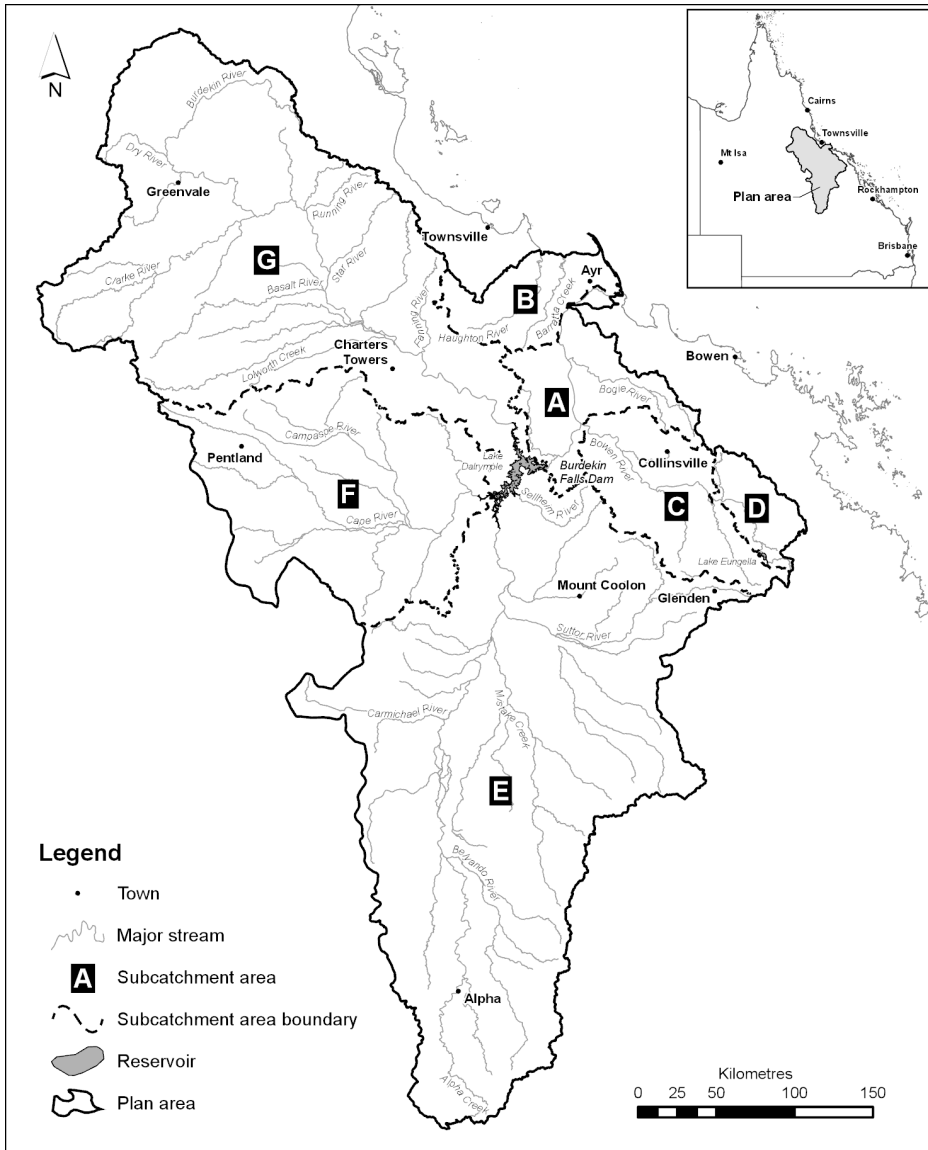 N
Burdekin River
Dry River
Greenvale
Running River
Clarke River
G
Star River
Basalt River
Townsville
Fanning River
B
Ayr
Haughton River
Barratta Creek
Lolworth Creek
Charters
Towers
Bowen
A
Bogie River
Campaspe River
Pentland
Lake
Dalrymple
Burdekin
Falls Dam
Bowen River
Collinsville
F
Sellheim River
C
D
Cape River
Lake Eungella
Mount Coolon
Glenden
Suttor River
Carmichael River
Mistake Creek
E
Belyando River
Alpha
Alpha Creek
Cairns
Townsville
Mt Isa
Plan area
Rockhampton
Brisbane
Legend
Town
Major stream
A Subcatchment area
Subcatchment area boundary
Reservoir
Plan area
Kilometres
0 25 50 100 150